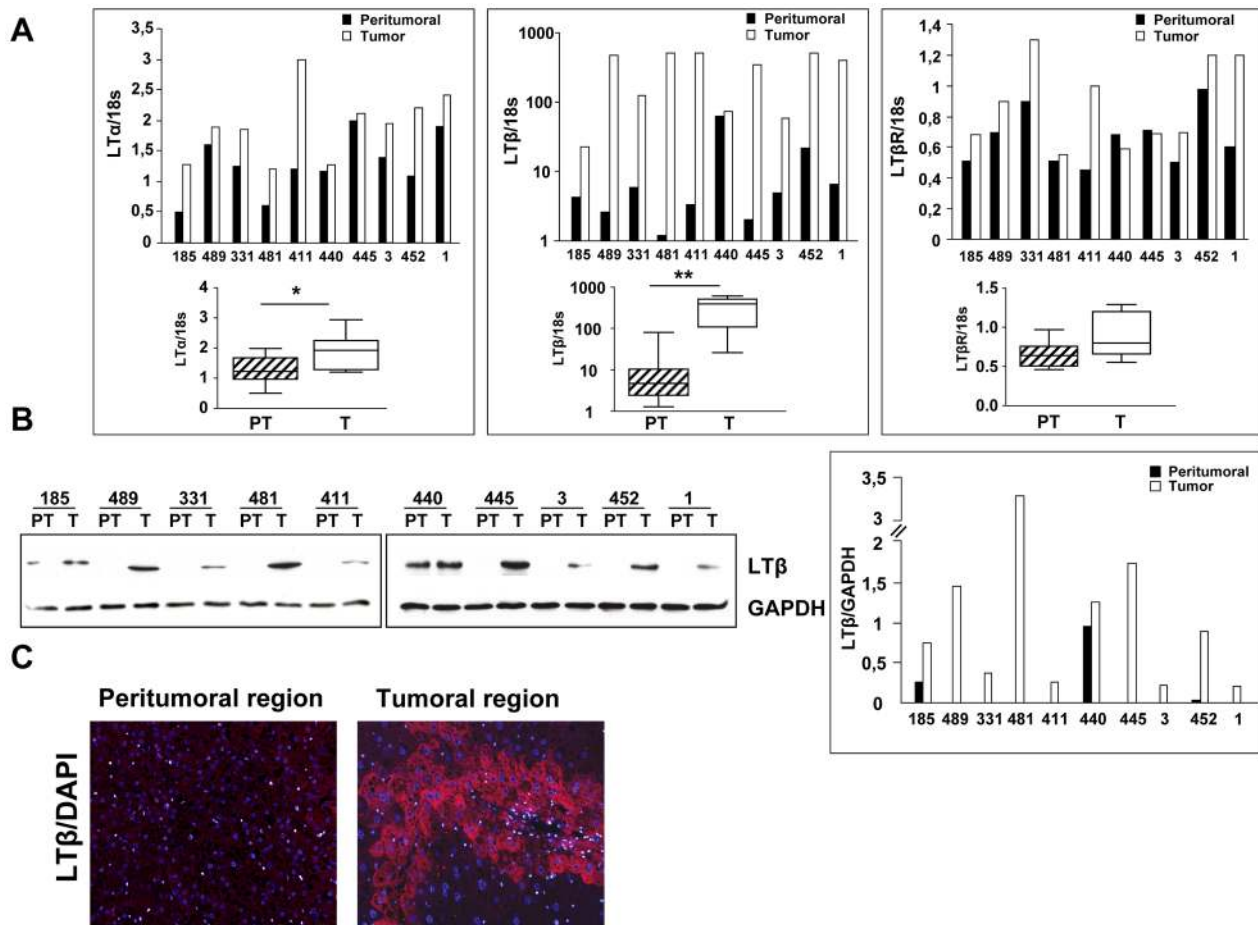 A
Peritumoral
Tumor
LTα/18s
3,5
3
2,5
2
1,5
1
0,5
0
185 489 331 481 411 440 445 3 452 1
LTα/18s
4
3
2
1
0
*
PT T
Peritumoral
Tumor
LTβ/18s
1000
100
10
1
185 489 331 481 411 440 445 3 452 1
LTβ/18s
1000
100
10
1
**
PT T
Peritumoral
Tumor
LTβR/18s
1,4
1,2
1
0,8
0,6
0,4
0,2
0
185 489 331 481 411 440 445 3 452 1
LTβR/18s
1.5
1.0
0.5
0.0
PT T
B
185 489 331 481 411 440 445 3 452 1
PT T PT T PT T PT T PT T PT T PT T PT T PT T PT T
LTβ
GAPDH
Peritumoral
Tumor
LTβ/GAPDH
3,5
3
2
1,5
1
0,5
0
185 489 331 481 411 440 445 3 452 1
C
Peritumoral region Tumoral region
LTβ/DAPI